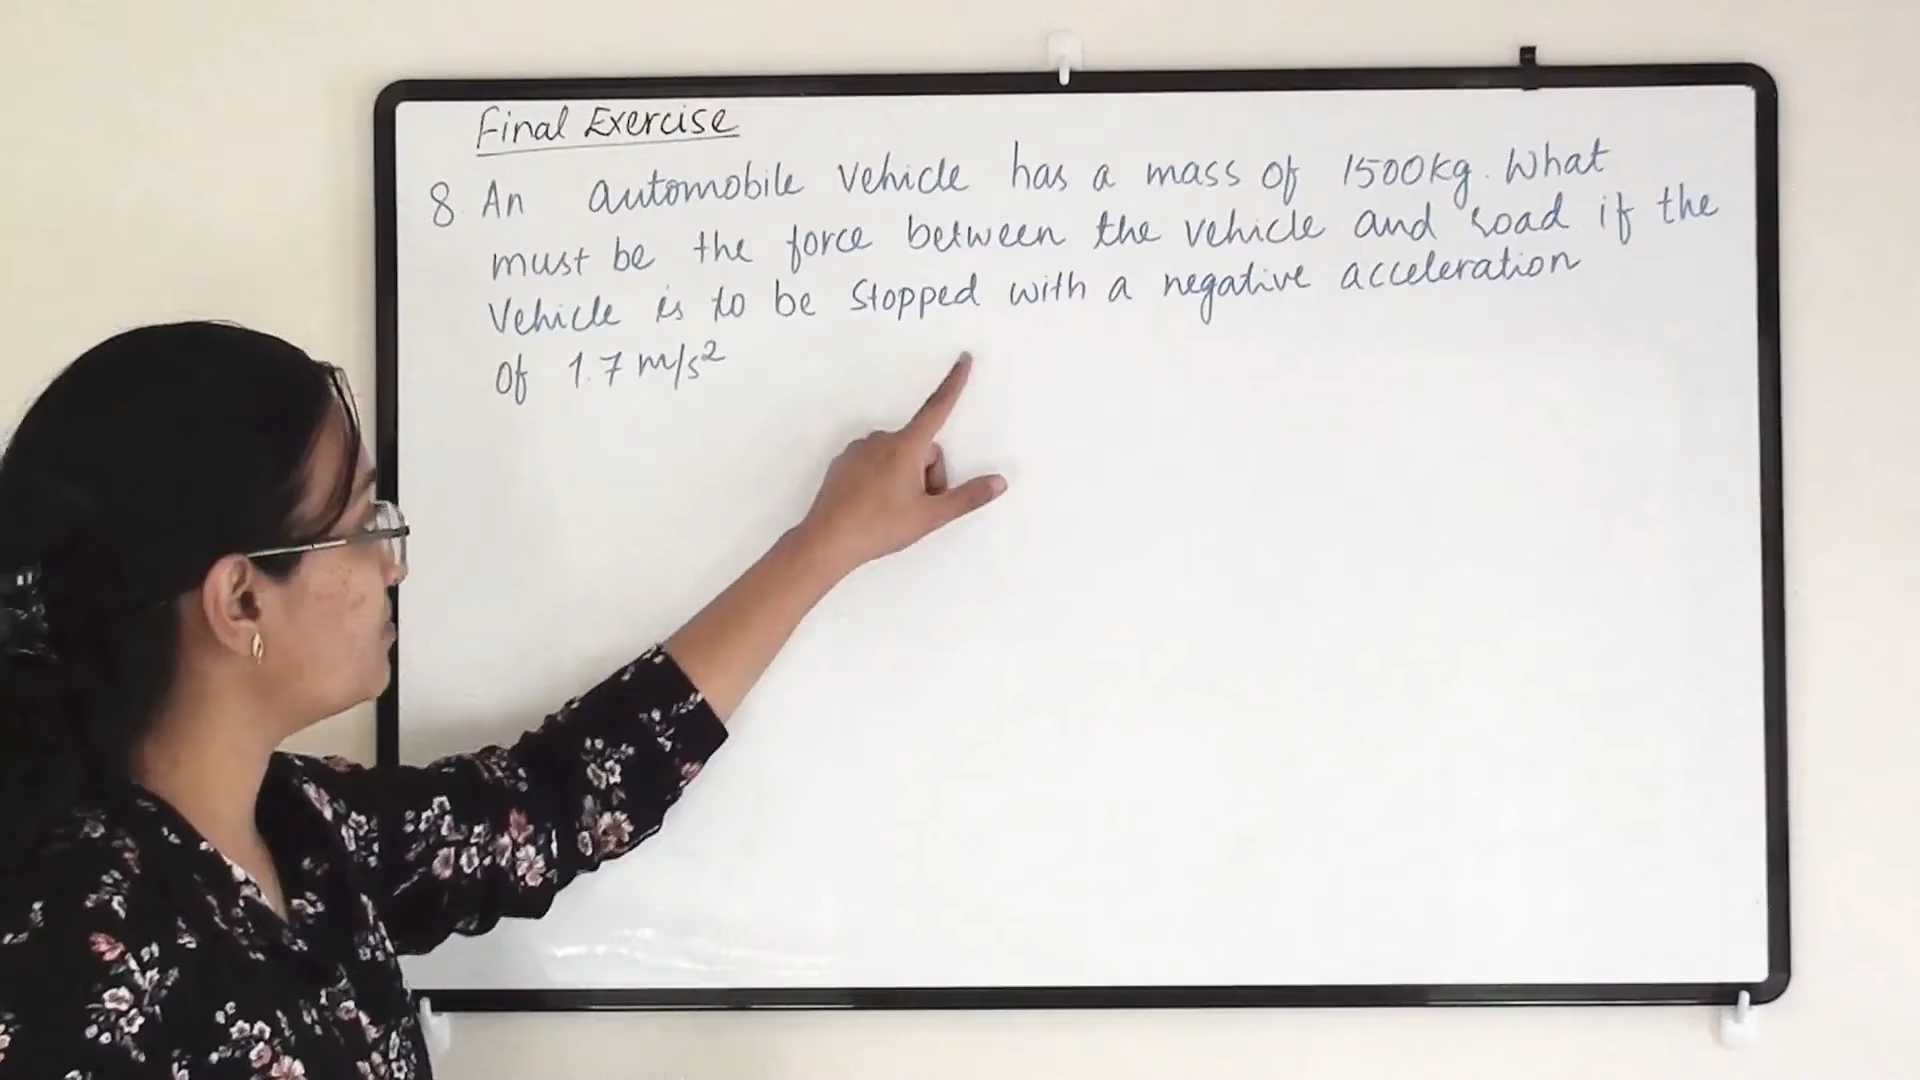 Final Exercise
8 An automobile vehicle has a mass of 1500kg. What
must be the force between the vehicle and road if the
Vehicle is to be stopped with a negative acceleration
of 1.7 m/s²